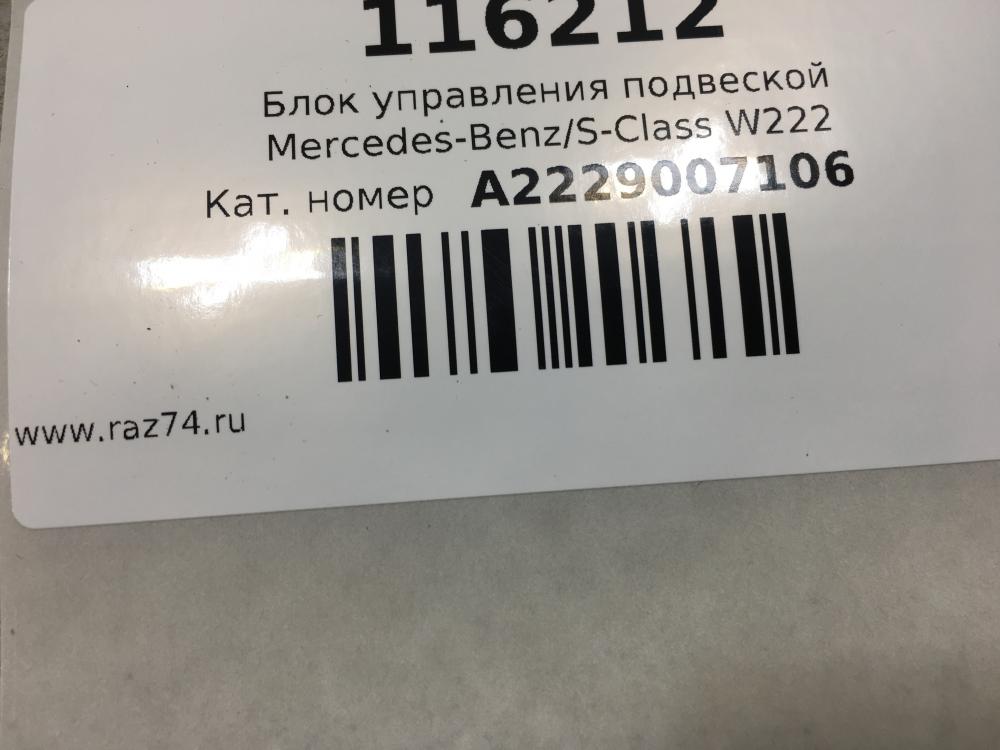 116212
Блок управления подвеской
Mercedes-Benz/S-Class W222
Кат. номер A2229007106
www.raz74.ru